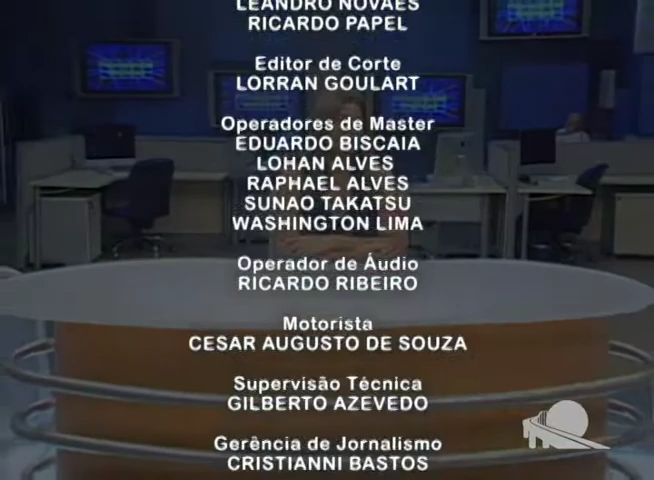 LEANDRO NOVAES
RICARDO PAPEL
Editor de Corte
LORRAN GOULART
Operadores de Master
EDUARDO BISCAIA
LOHAN ALVES
RAPHAEL ALVES
SUNAO TAKATSU
WASHINGTON LIMA
Operador de Áudio
RICARDO RIBEIRO
Motorista
CESAR AUGUSTO DE SOUZA
Supervisão Técnica
GILBERTO AZEVEDO
Gerência de Jornalismo
CRISTIANNI BASTOS